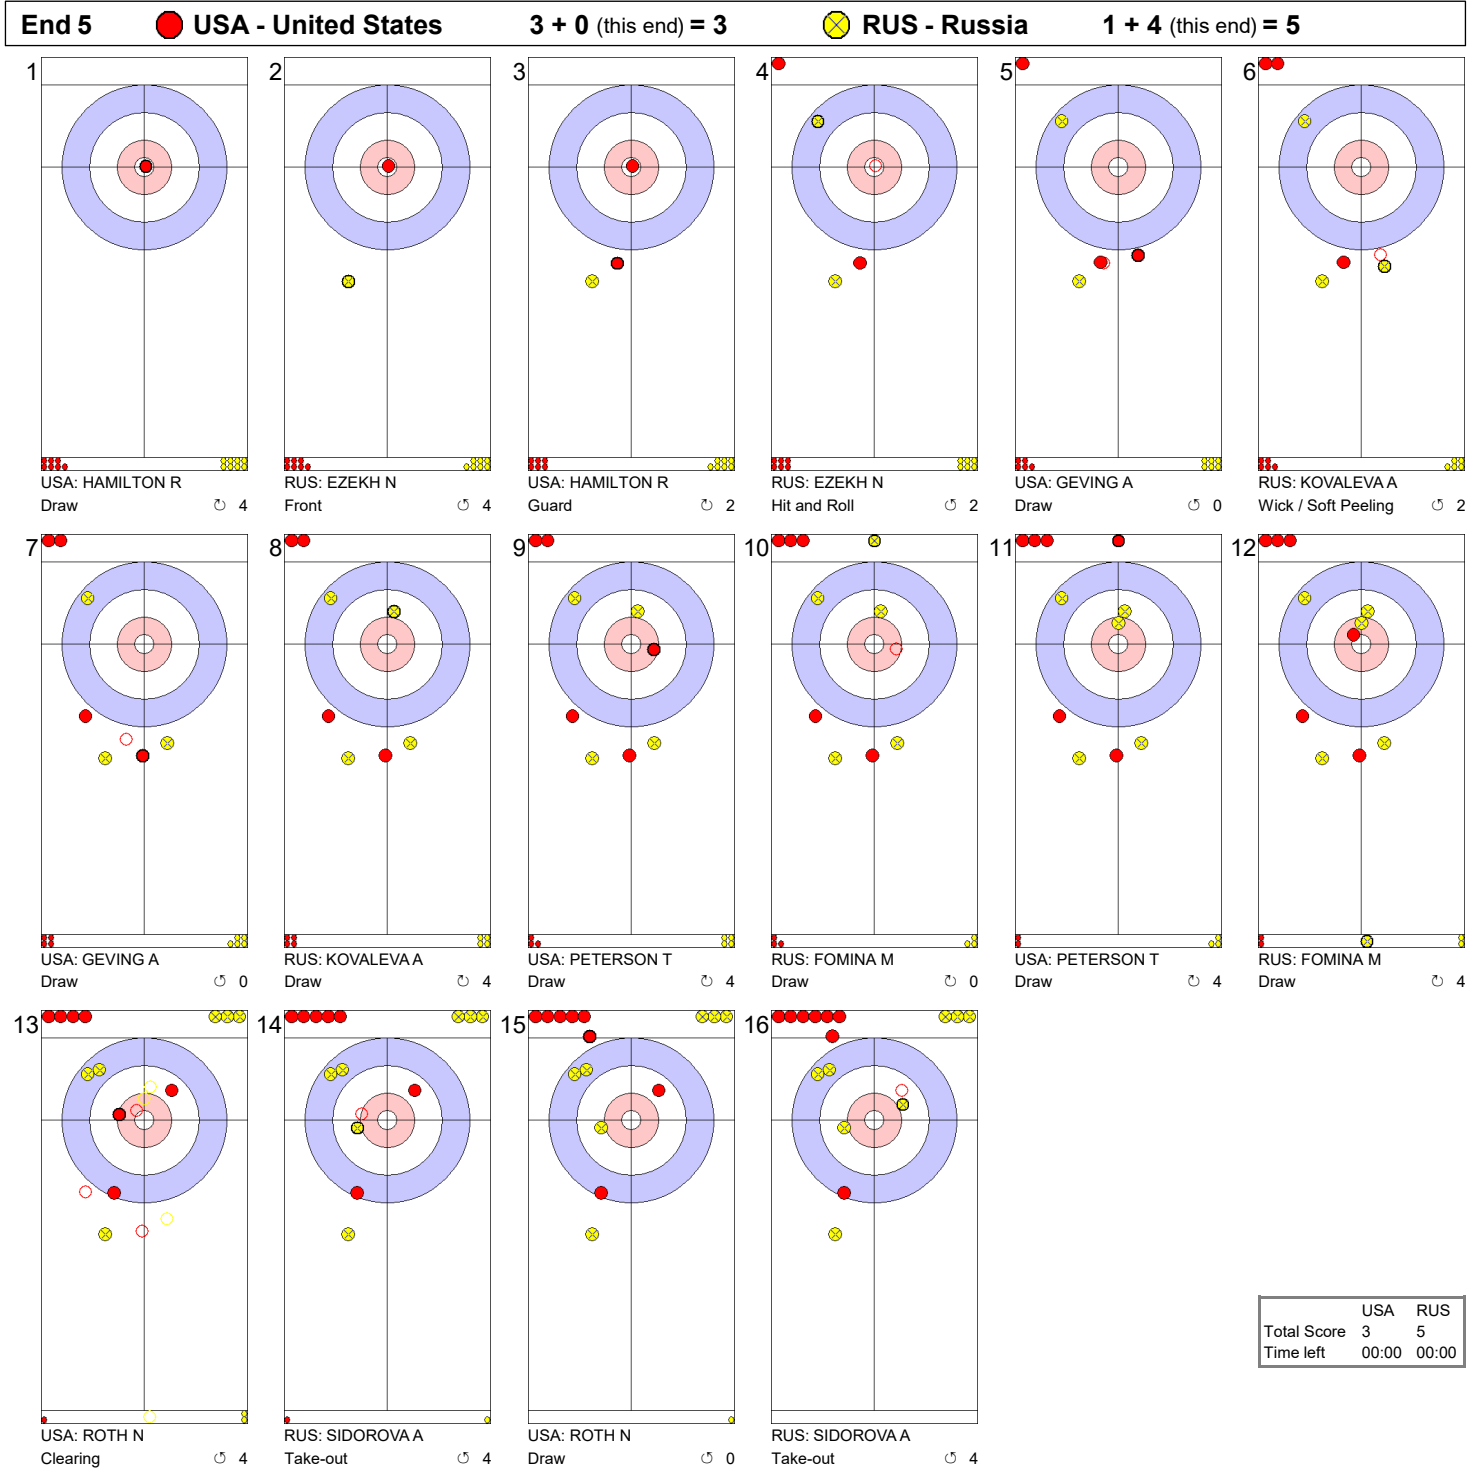 End 5 USA - United States 3 + 0 (this end) = 3 RUS - Russia 1 + 4 (this end) = 5
1 2 3 4 5 6
USA: HAMILTON R RUS: EZEKH N USA: HAMILTON R RUS: EZEKH N USA: GEVING A RUS: KOVALEVA A
Draw ↻ 4 Front ↺ 4 Guard ↻ 2 Hit and Roll ↺ 2 Draw ↺ 0 Wick / Soft Peeling ↺ 2
7 8 9 10 11 12
USA: GEVING A RUS: KOVALEVA A USA: PETERSON T RUS: FOMINA M USA: PETERSON T RUS: FOMINA M
Draw ↺ 0 Draw ↻ 4 Draw ↻ 4 Draw ↻ 0 Draw ↻ 4 Draw ↻ 4
13 14 15 16
USA RUS
Total Score 3 5
Time left 00:00 00:00
USA: ROTH N RUS: SIDOROVA A USA: ROTH N RUS: SIDOROVA A
Clearing ↺ 4 Take-out ↺ 4 Draw ↺ 0 Take-out ↺ 4